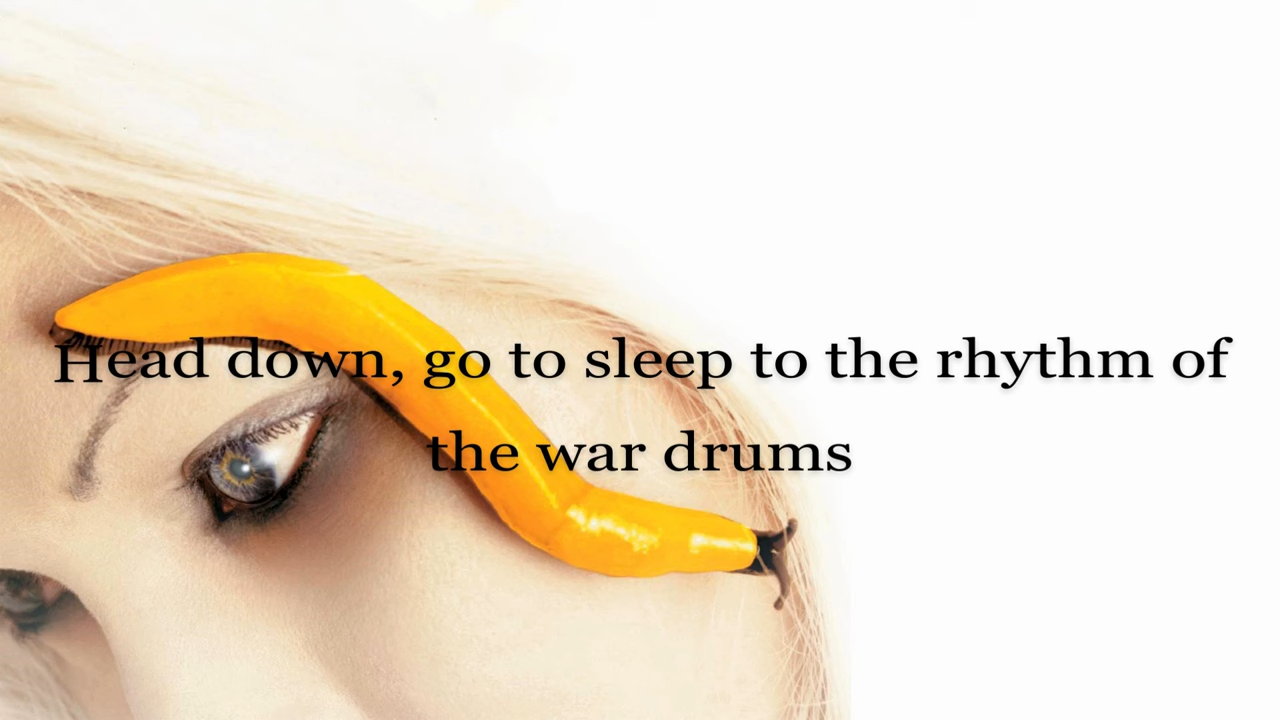 Head down, go to sleep to the rhythm of
the war drums